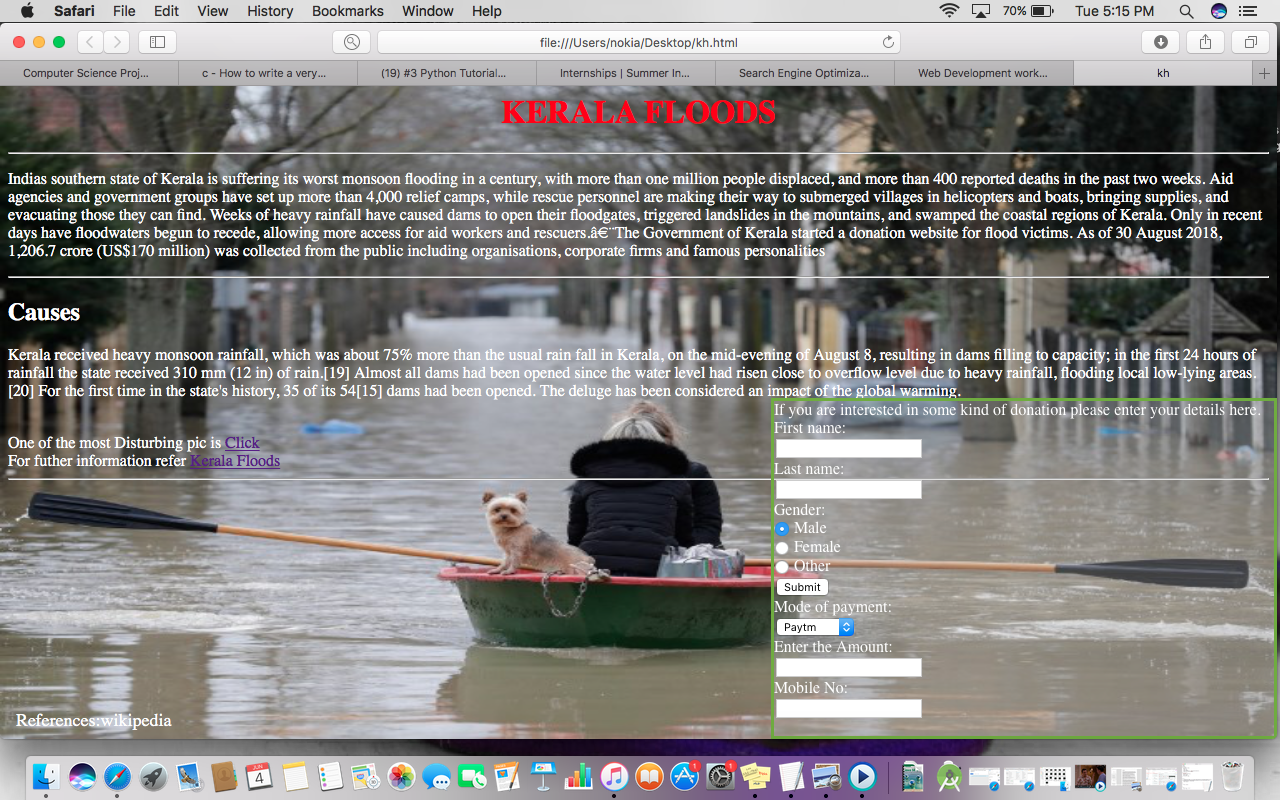 Safari File Edit View History Bookmarks Window Help 70% Tue 5:15 PM
file:///Users/nokia/Desktop/kh.html
Computer Science Proj... c - How to write a very... (19) #3 Python Tutorial... Internships | Summer In... Search Engine Optimiza... Web Development work... kh
KERALA FLOODS
Indias southern state of Kerala is suffering its worst monsoon flooding in a century, with more than one million people displaced, and more than 400 reported deaths in the past two weeks. Aid
agencies and government groups have set up more than 4,000 relief camps, while rescue personnel are making their way to submerged villages in helicopters and boats, bringing supplies, and
evacuating those they can find. Weeks of heavy rainfall have caused dams to open their floodgates, triggered landslides in the mountains, and swamped the coastal regions of Kerala. Only in recent
days have floodwaters begun to recede, allowing more access for aid workers and rescuers.â€¨The Government of Kerala started a donation website for flood victims. As of 30 August 2018,
1,206.7 crore (US$170 million) was collected from the public including organisations, corporate firms and famous personalities
Causes
Kerala received heavy monsoon rainfall, which was about 75% more than the usual rain fall in Kerala, on the mid-evening of August 8, resulting in dams filling to capacity; in the first 24 hours of
rainfall the state received 310 mm (12 in) of rain.[19] Almost all dams had been opened since the water level had risen close to overflow level due to heavy rainfall, flooding local low-lying areas.
[20] For the first time in the state's history, 35 of its 54[15] dams had been opened. The deluge has been considered an impact of the global warming.
One of the most Disturbing pic is Click
For futher information refer Kerala Floods
If you are interested in some kind of donation please enter your details here.
First name:
Last name:
Gender:
Male
Female
Other
Submit
Mode of payment:
Paytm
Enter the Amount:
Mobile No:
References:wikipedia
JUN
4
1
1